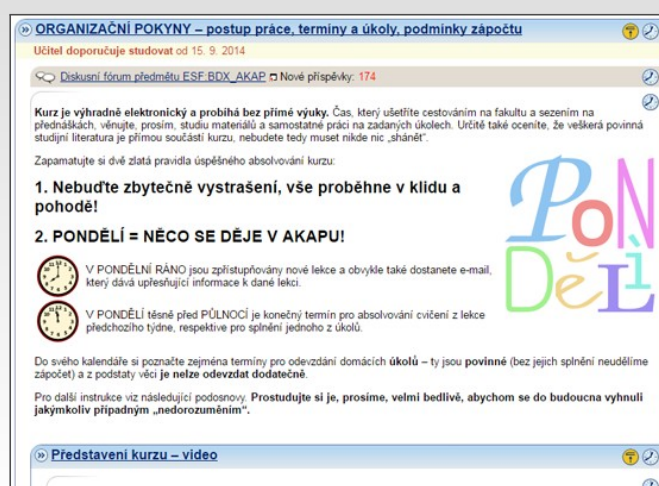 ORGANIZAČNÍ POKYNY – postup práce, termíny a úkoly, podmínky zápočtu
Učitel doporučuje studovat od 15. 9. 2014
Diskusní fórum předmětu ESF:BDX_AKAP Nové příspěvky: 174
Kurz je výhradně elektronický a probíhá bez přímé výuky. Čas, který ušetříte cestováním na fakultu a sezením na
přednáškách, věnujte, prosím, studiu materiálů a samostatné práci na zadaných úkolech. Určitě také oceníte, že veškerá povinná
studijní literatura je přímou součástí kurzu, nebudete tedy muset nikde nic „shánět“.
Zapamatujte si dvě zlatá pravidla úspěšného absolvování kurzu:
1. Nebuďte zbytečně vystrašení, vše proběhne v klidu a
pohodě!
2. PONDĚLÍ = NĚCO SE DĚJE V AKAPU!
PoN
DěLì
V PONDĚLNÍ RÁNO jsou zpřístupňovány nové lekce a obvykle také dostanete e-mail,
který dává upřesňující informace k dané lekci.
V PONDĚLÍ těsně před PŮLNOCÍ je konečný termín pro absolvování cvičení z lekce
předchozího týdne, respektive pro splnění jednoho z úkolů.
Do svého kalendáře si poznačte zejména termíny pro odevzdání domácích úkolů – ty jsou povinné (bez jejich splnění neudělíme
zápočet) a z podstaty věci je nelze odevzdat dodatečně.
Pro další instrukce viz následující podosnovy. Prostudujte si je, prosíme, velmi bedlivě, abychom se do budoucna vyhnuli
jakýmkoliv případným „nedorozuměním“.
Představení kurzu – video